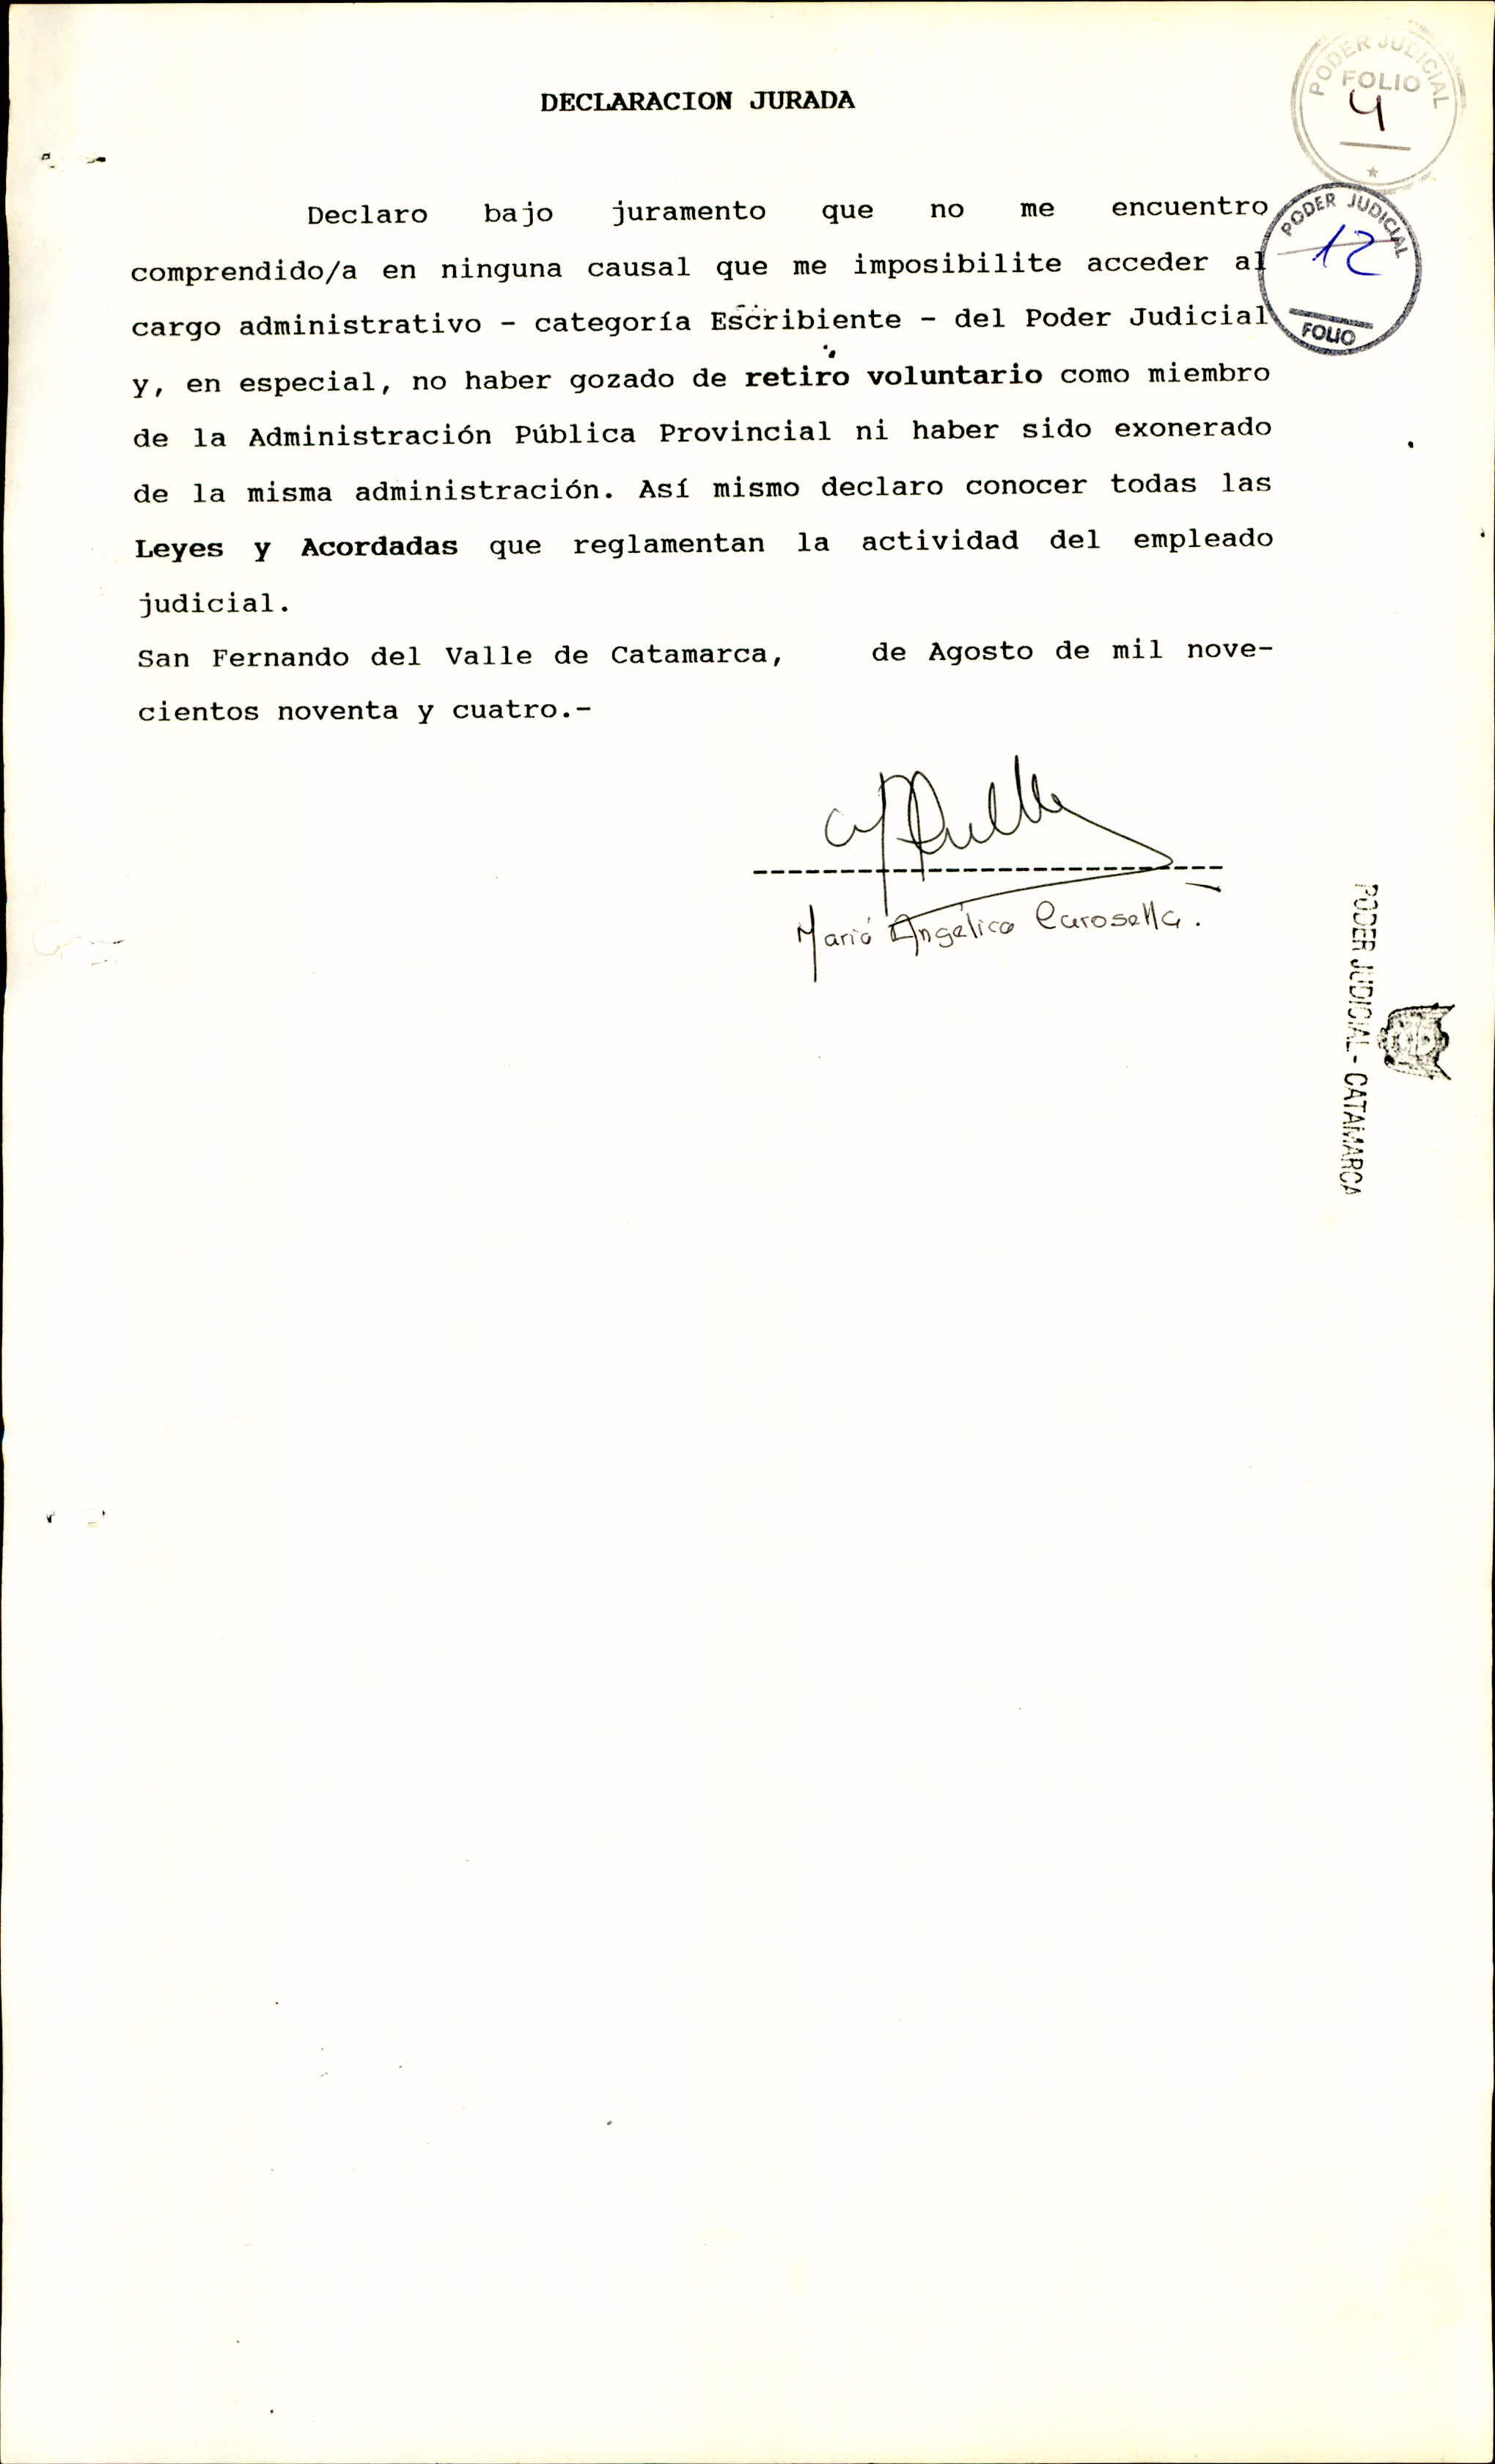 DECLARACION JURADA
PODER JUDICIAL
FOLIO
4
Declaro bajo juramento que no me encuentro
comprendido/a en ninguna causal que me imposibilite acceder al
cargo administrativo - categoría Escribiente - del Poder Judicial
y, en especial, no haber gozado de retiro voluntario como miembro
de la Administración Pública Provincial ni haber sido exonerado
de la misma administración. Así mismo declaro conocer todas las
Leyes y Acordadas que reglamentan la actividad del empleado
judicial.
San Fernando del Valle de Catamarca, de Agosto de mil nove-
cientos noventa y cuatro.-
PODER JUDICIAL
12
FOLIO
María Angélica Carosella.
PODER JUDICIAL - CATAMARCA